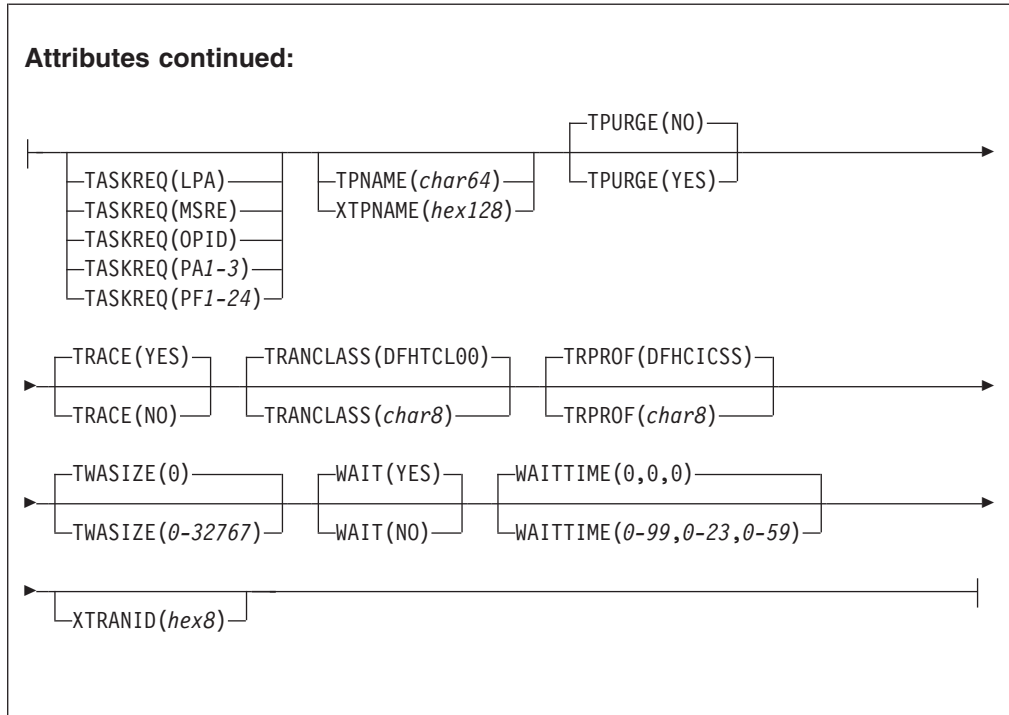 Attributes continued:
TPURGE(NO)
TASKREQ(LPA) TPNAME(char64) TPURGE(YES)
TASKREQ(MSRE) XTPNAME(hex128)
TASKREQ(OPID)
TASKREQ(PA1-3)
TASKREQ(PF1-24)
TRACE(YES) TRANCLASS(DFHTCL00) TRPROF(DFHCICSS)
TRACE(NO) TRANCLASS(char8) TRPROF(char8)
TWASIZE(0) WAIT(YES) WAITTIME(0,0,0)
TWASIZE(0-32767) WAIT(NO) WAITTIME(0-99,0-23,0-59)
XTRANID(hex8)